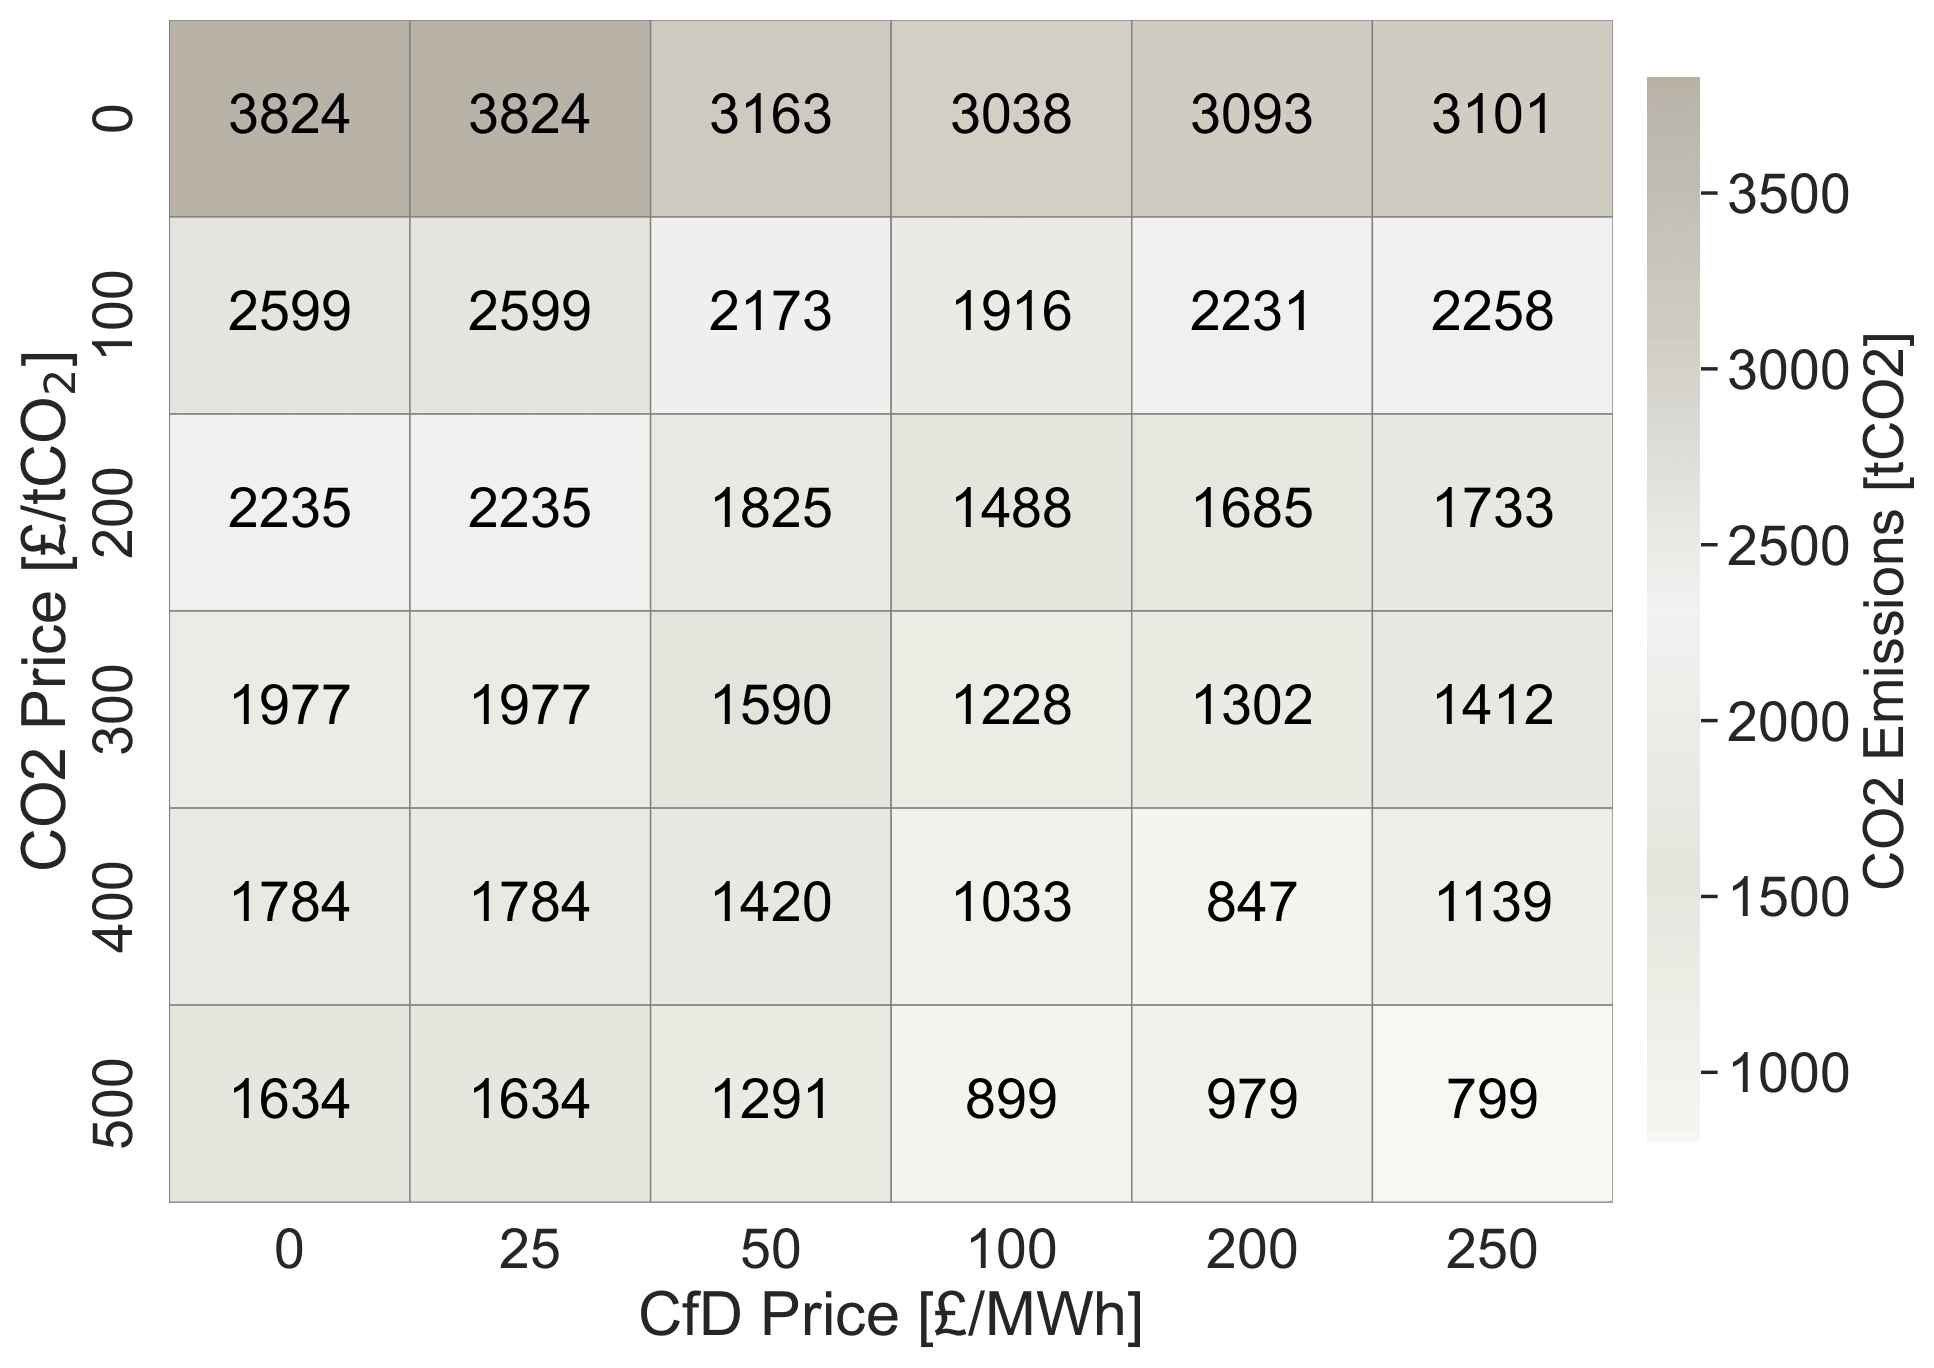 0 3824 3824 3163 3038 3093 3101
100 2599 2599 2173 1916 2231 2258
200 2235 2235 1825 1488 1685 1733
300 1977 1977 1590 1228 1302 1412
400 1784 1784 1420 1033 847 1139
500 1634 1634 1291 899 979 799
0 25 50 100 200 250
CfD Price [£/MWh]
CO2 Price [£/tCO₂]
3500
3000
2500
2000
1500
1000
CO2 Emissions [tCO2]